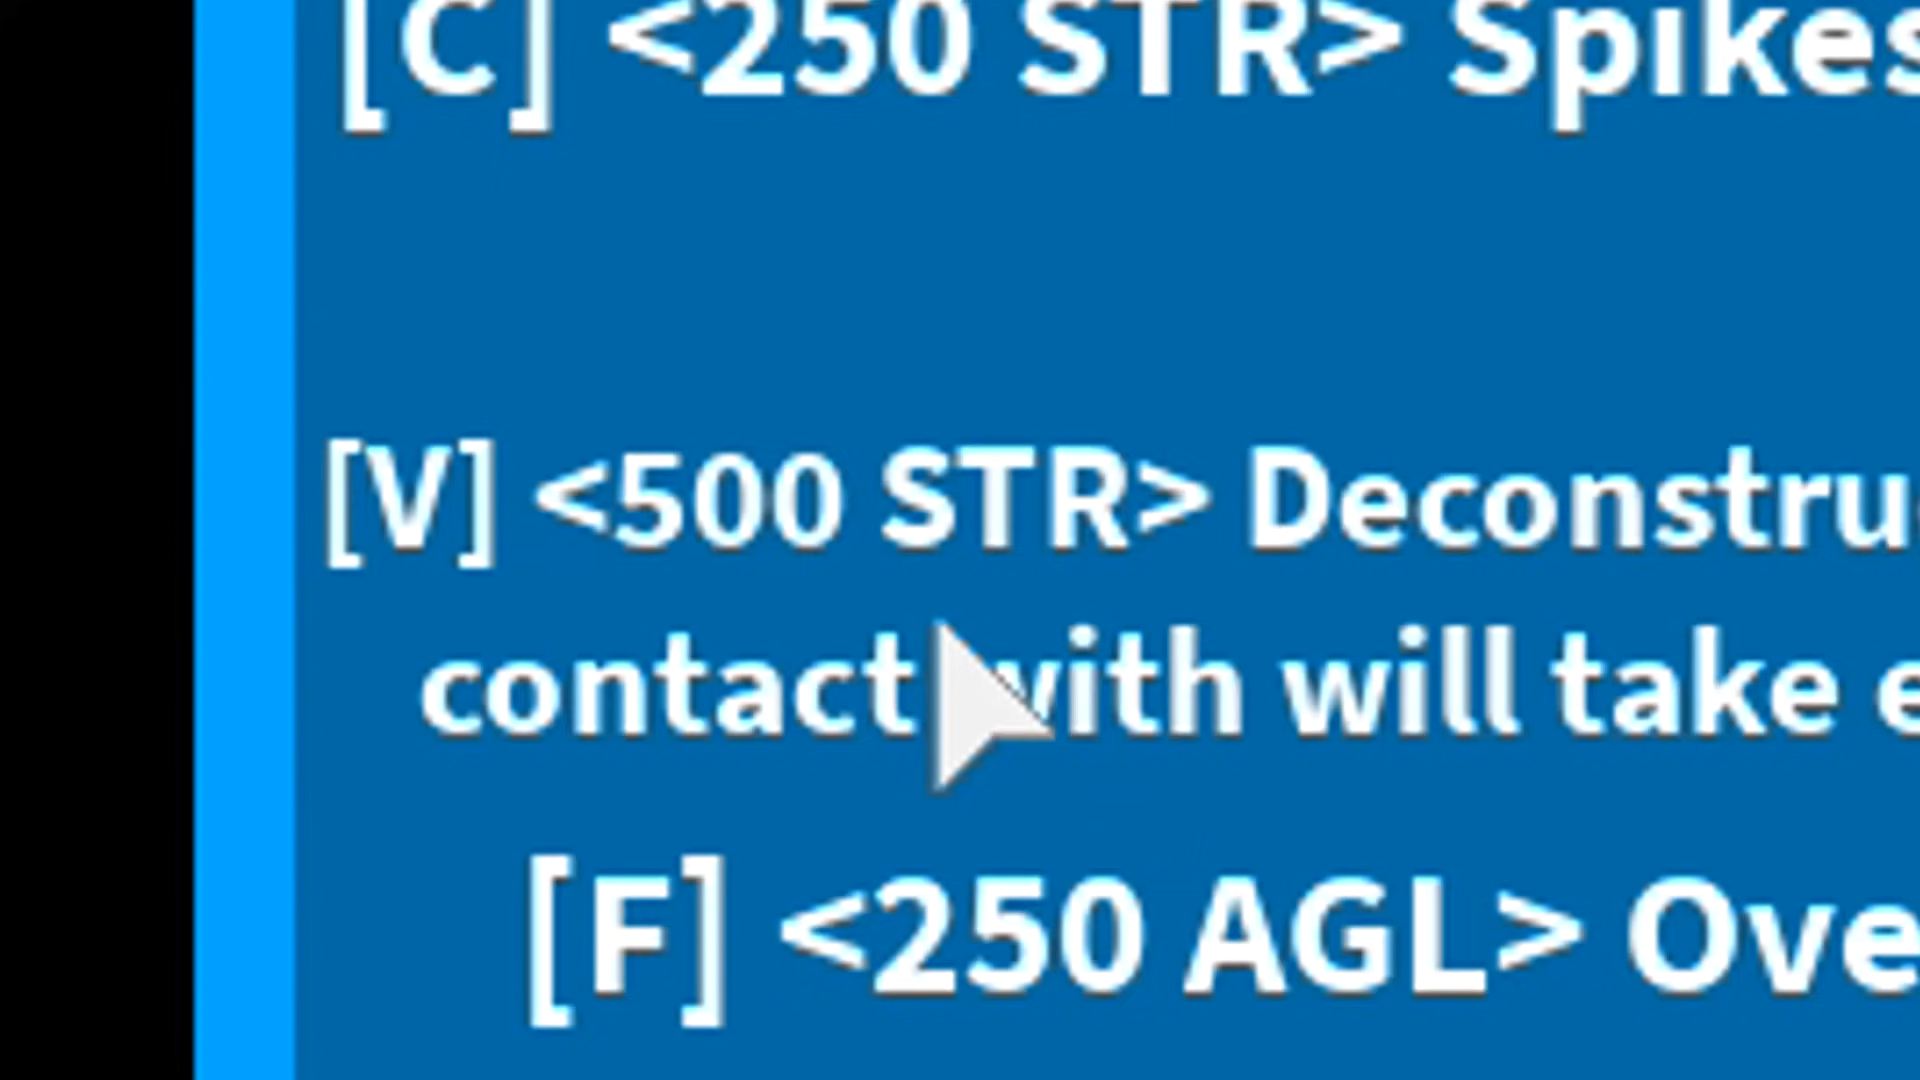 [C] <250 STR> Spikes
[V] <500 STR> Deconstru
contact with will take e
[F] <250 AGL> Ove